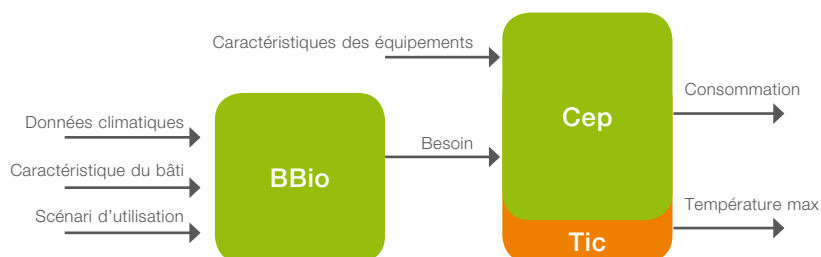 Caractéristiques des équipements
Consommation
Cep
Données climatiques
Besoin
Caractéristique du bâti
BBio
Scénari d’utilisation
Température max
Tic